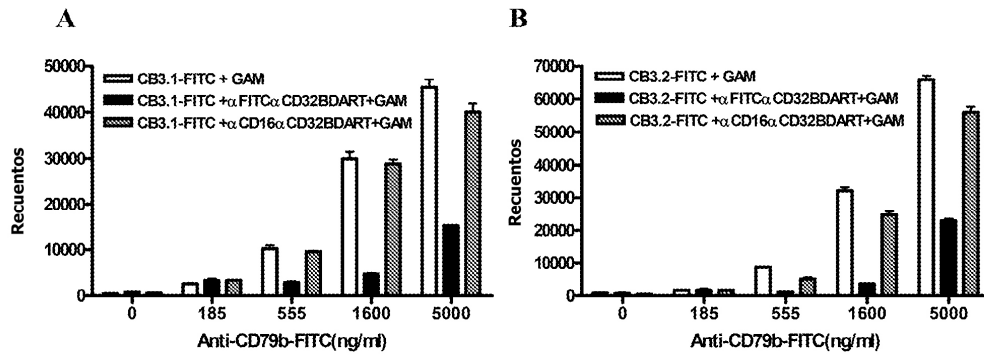 A
50000
40000
30000
20000
10000
0
Recuentos
CB3.1-FITC + GAM
CB3.1-FITC +αFITCαCD32BDART+GAM
CB3.1-FITC +αCD16αCD32BDART+GAM
0 185 555 1600 5000
Anti-CD79b-FITC(ng/ml)
B
70000
60000
50000
40000
30000
20000
10000
0
Recuentos
CB3.2-FITC + GAM
CB3.2-FITC +αFITCαCD32BDART+GAM
CB3.2-FITC +αCD16αCD32BDART+GAM
0 185 555 1600 5000
Anti-CD79b-FITC(ng/ml)